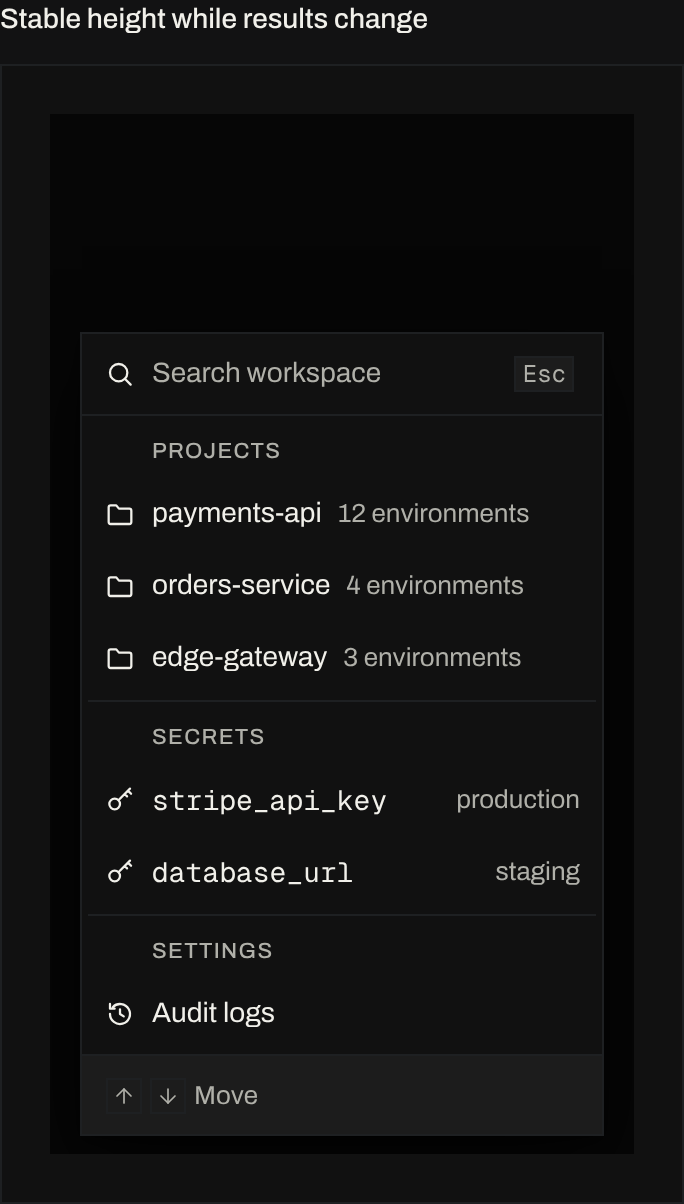 Stable height while results change
Search workspace Esc
PROJECTS
payments-api 12 environments
orders-service 4 environments
edge-gateway 3 environments
SECRETS
stripe_api_key production
database_url staging
SETTINGS
Audit logs
↑ ↓ Move